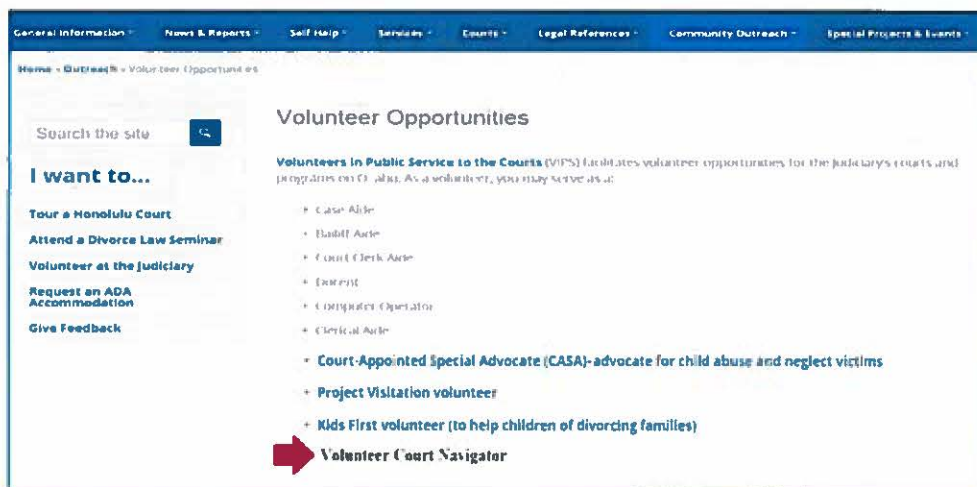 General Information News & Reports Self Help Services Courts Legal References Community Outreach Special Projects & Events
Home » Outreach » Volunteer Opportunities
Search the site
I want to...
Tour a Honolulu Court
Attend a Divorce Law Seminar
Volunteer at the Judiciary
Request an ADA
Accommodation
Give Feedback
Volunteer Opportunities
Volunteers in Public Service to the Courts (VIPS) facilitates volunteer opportunities for the Judiciary's courts and
programs on O`ahu. As a volunteer, you may serve as a:
Case Aide
Bailiff Aide
Court Clerk Aide
Docent
Computer Operator
Clerical Aide
Court-Appointed Special Advocate (CASA)- advocate for child abuse and neglect victims
Project Visitation volunteer
Kids First volunteer (to help children of divorcing families)
Volunteer Court Navigator